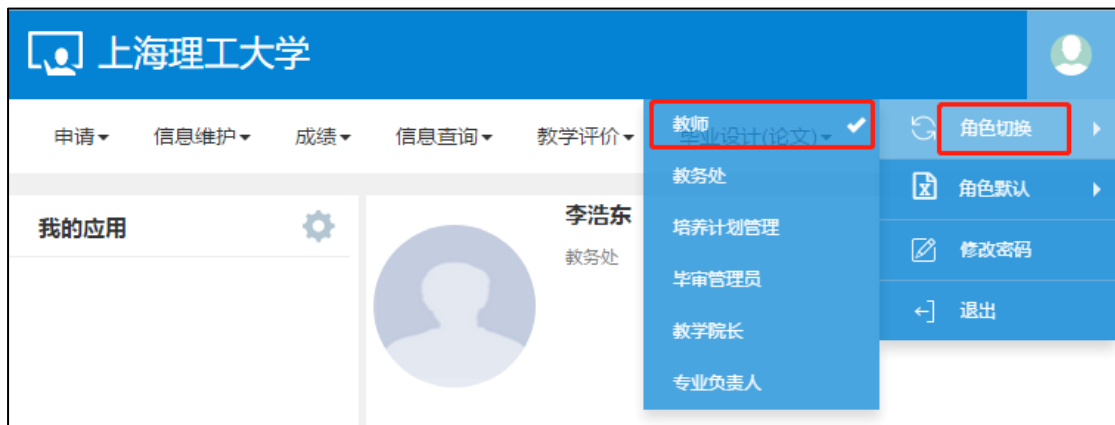 上海理工大学
申请 信息维护 成绩 信息查询 教学评价 毕业设计(论文)
教师
教务处
培养计划管理
毕审管理员
教学院长
专业负责人
角色切换
角色默认
修改密码
退出
我的应用
李浩东
教务处